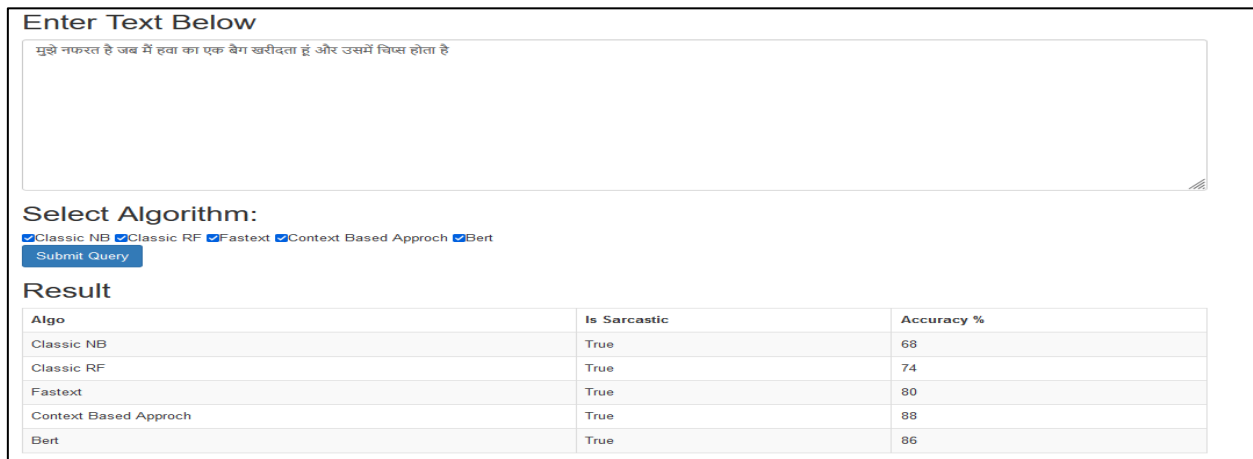 Enter Text Below
मुझे नफरत है जब मैं हवा का एक बैग खरीदता हूं और उसमें चिप्स होता है
Select Algorithm:
Classic NB Classic RF Fastext Context Based Approch Bert
Submit Query
Result
Algo Is Sarcastic Accuracy %
Classic NB True 68
Classic RF True 74
Fastext True 80
Context Based Approch True 88
Bert True 86